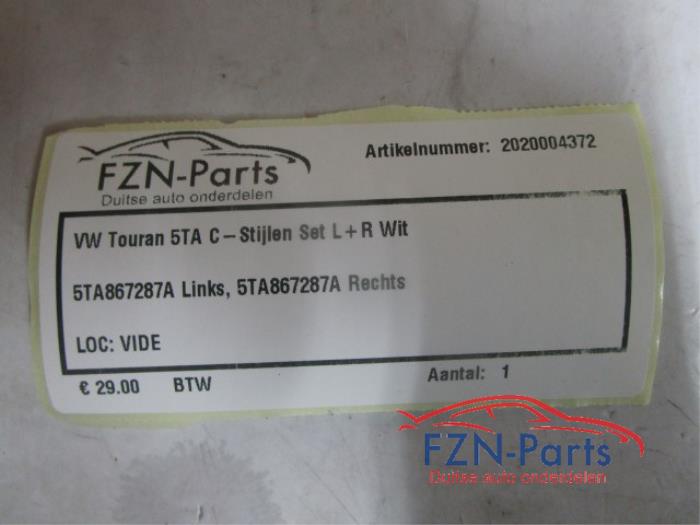 FZN-Parts
Duitse auto onderdelen
Artikelnummer: 2020004372
VW Touran 5TA C-Stijlen Set L+R Wit
5TA867287A Links, 5TA867287A Rechts
LOC: VIDE
€ 29.00 BTW Aantal: 1
FZN-Parts
Duitse auto onderdelen